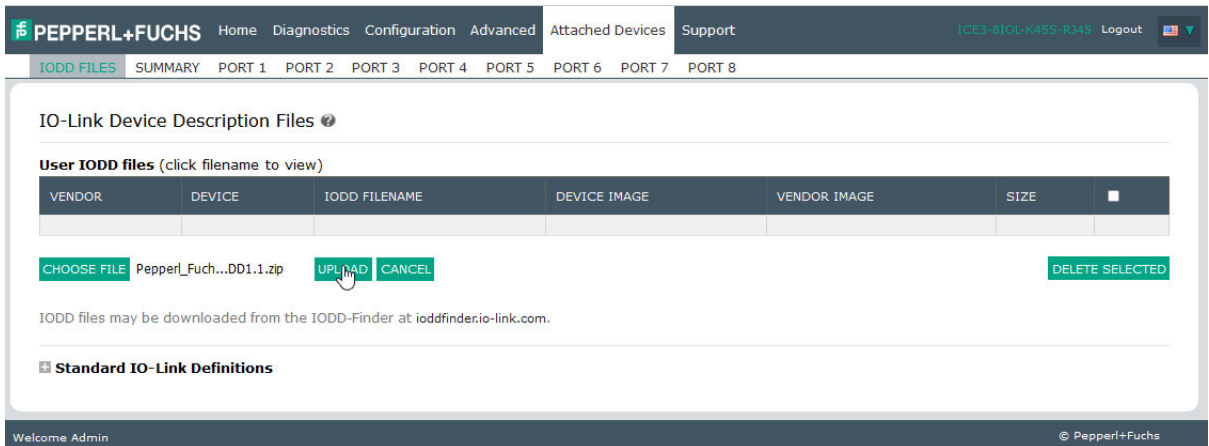 PEPPERL+FUCHS Home Diagnostics Configuration Advanced Attached Devices Support ICE3-8IOL-K45S-RJ45 Logout
IODD FILES SUMMARY PORT 1 PORT 2 PORT 3 PORT 4 PORT 5 PORT 6 PORT 7 PORT 8
IO-Link Device Description Files ?
User IODD files (click filename to view)
VENDOR DEVICE IODD FILENAME DEVICE IMAGE VENDOR IMAGE SIZE
CHOOSE FILE Pepperl_Fuch...DD1.1.zip UPLOAD CANCEL DELETE SELECTED
IODD files may be downloaded from the IODD-Finder at ioddfinder.io-link.com.
Standard IO-Link Definitions
Welcome Admin © Pepperl+Fuchs